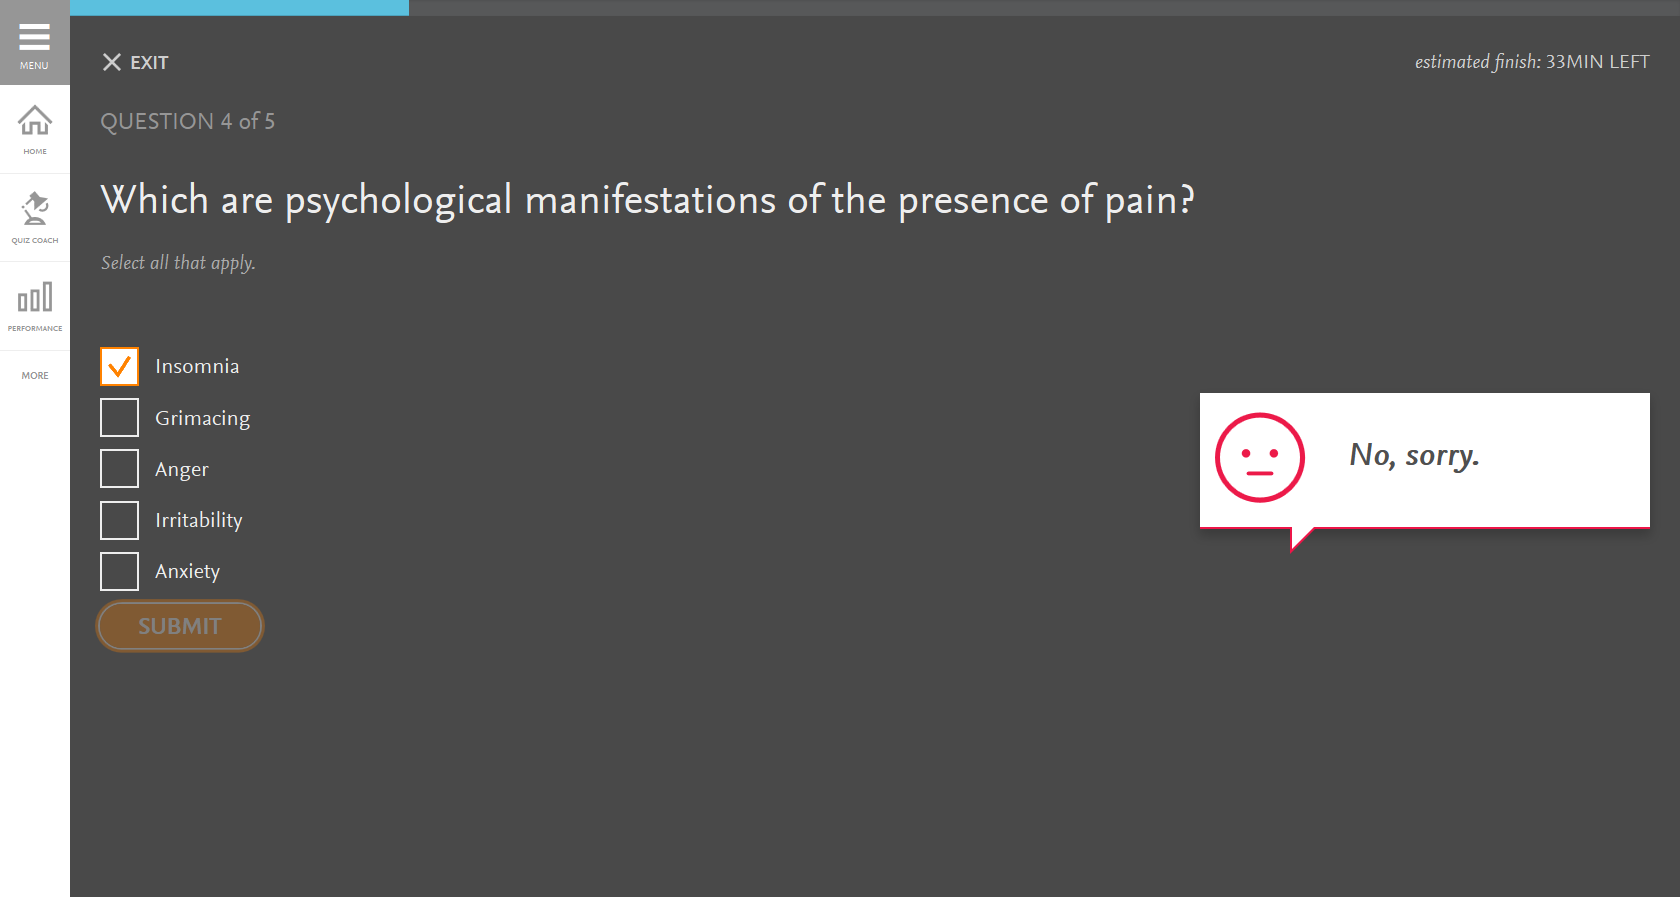 MENU
HOME
QUIZ COACH
PERFORMANCE
MORE
EXIT
estimated finish: 33MIN LEFT
QUESTION 4 of 5
Which are psychological manifestations of the presence of pain?
Select all that apply.
Insomnia
Grimacing
Anger
Irritability
Anxiety
SUBMIT
No, sorry.